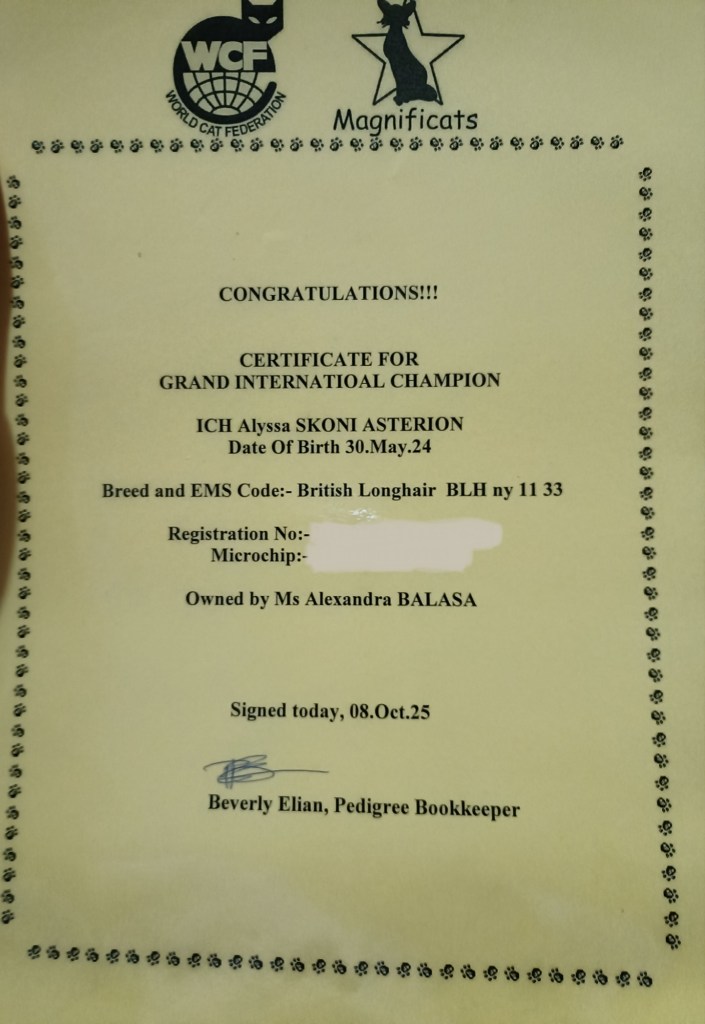 WCF
WORLD CAT FEDERATION
Magnificats
CONGRATULATIONS!!!
CERTIFICATE FOR
GRAND INTERNATIOAL CHAMPION
ICH Alyssa SKONI ASTERION
Date Of Birth 30.May.24
Breed and EMS Code:- British Longhair BLH ny 11 33
Registration No:-
Microchip:-
Owned by Ms Alexandra BALASA
Signed today, 08.Oct.25
Beverly Elian, Pedigree Bookkeeper